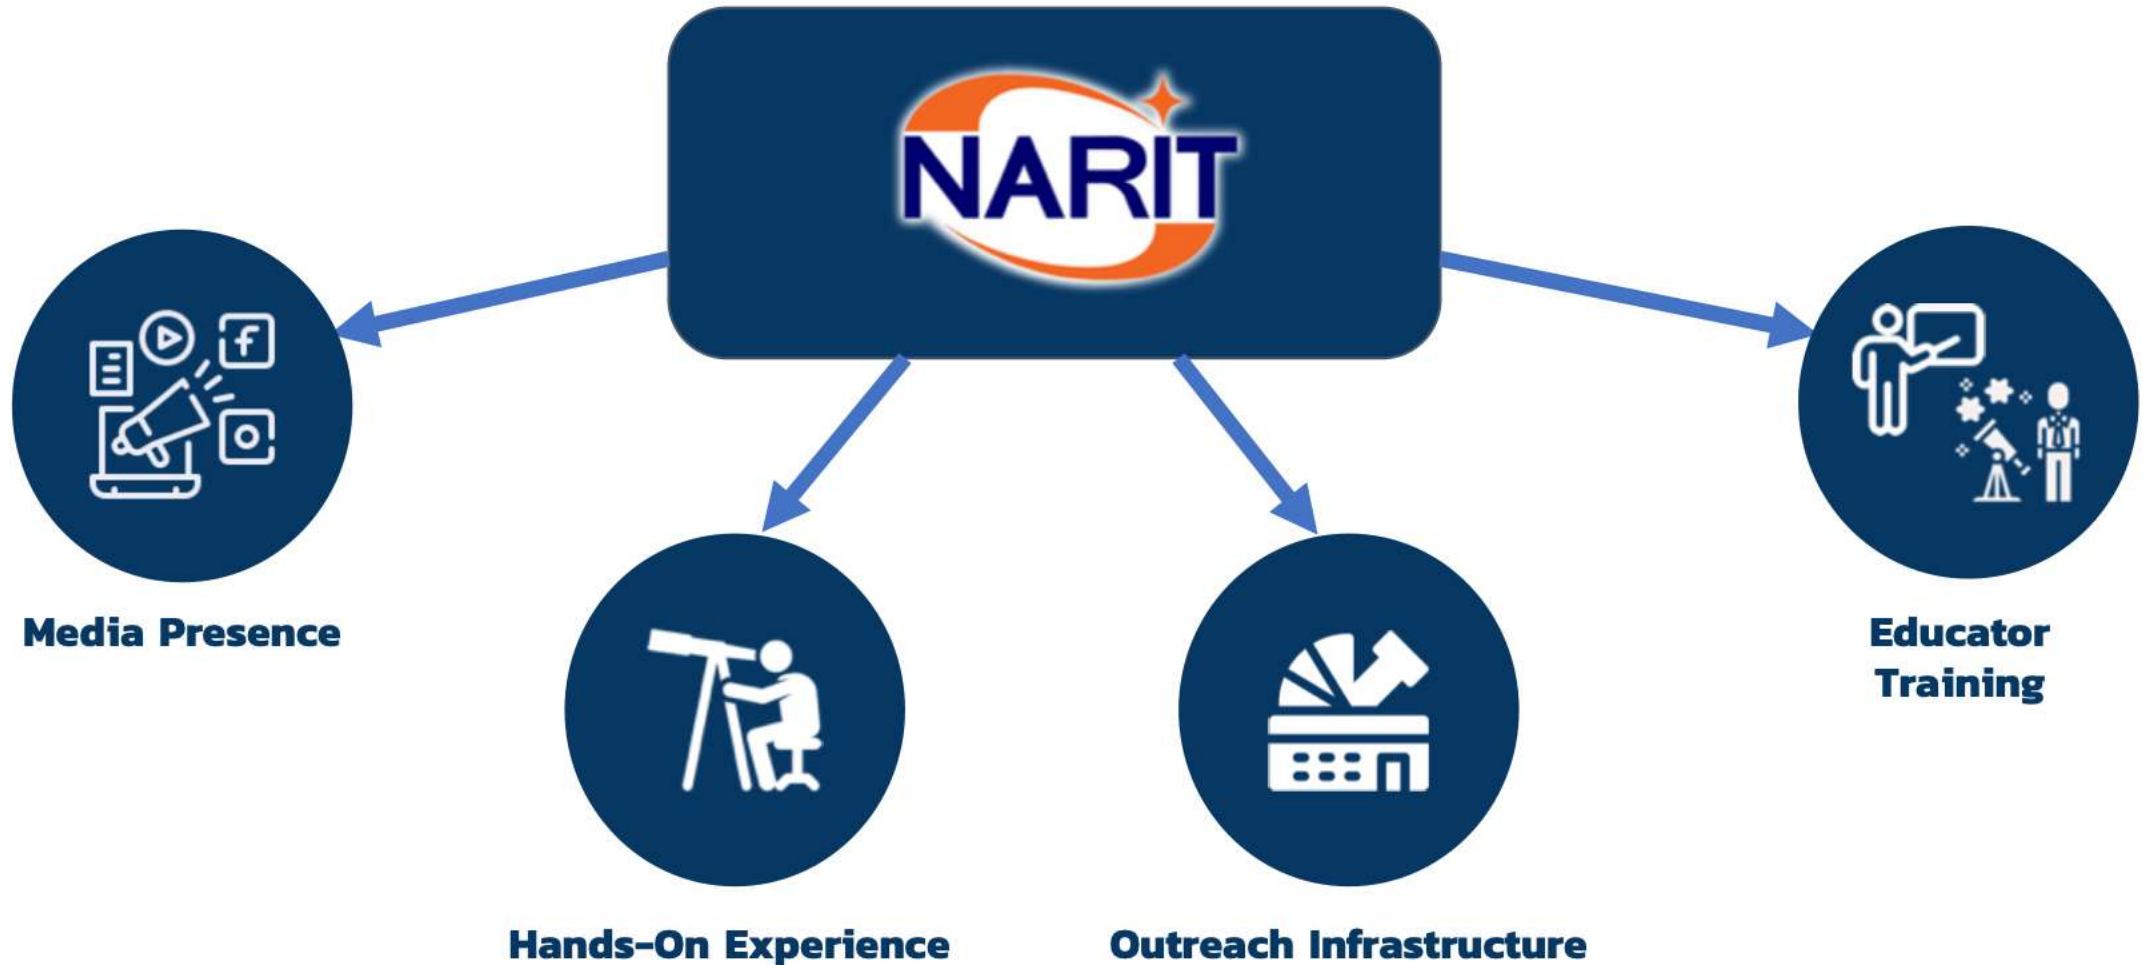 NARIT
Media Presence
Educator
Training
Hands-On Experience
Outreach Infrastructure